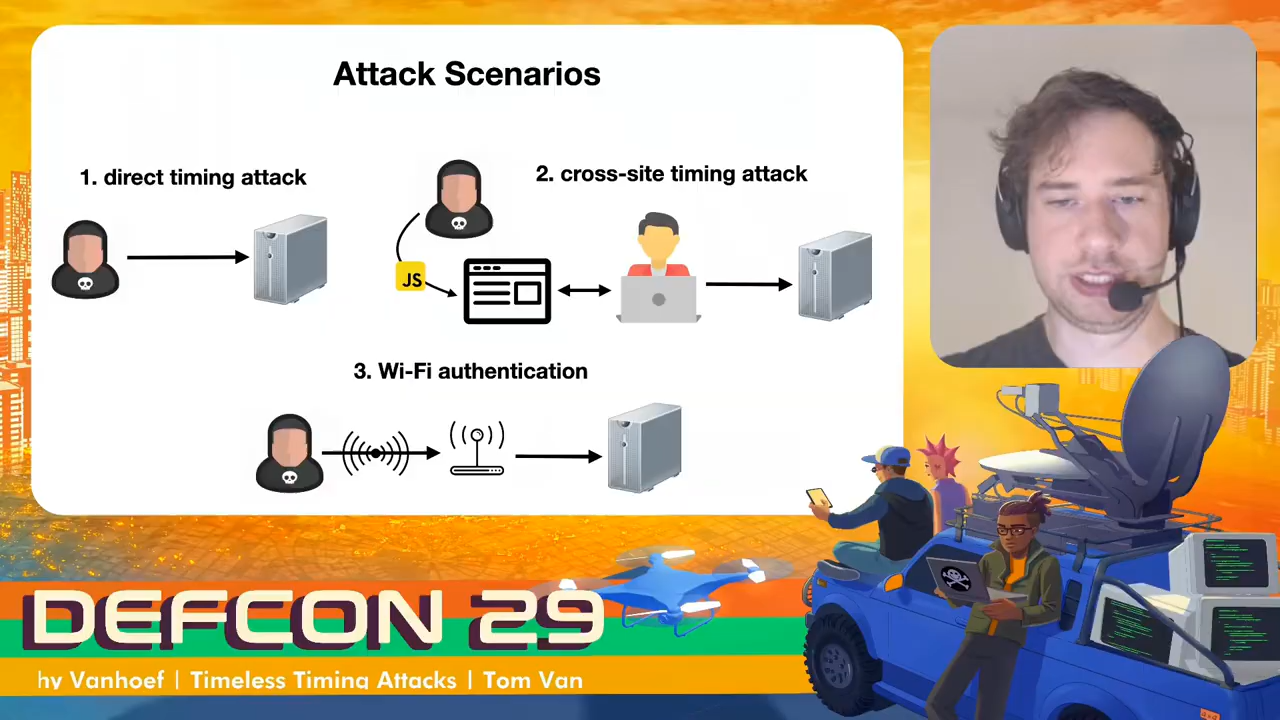 Attack Scenarios
1. direct timing attack
2. cross-site timing attack
JS
3. Wi-Fi authentication
DEFCON 29
hy Vanhoef | Timeless Timing Attacks | Tom Van